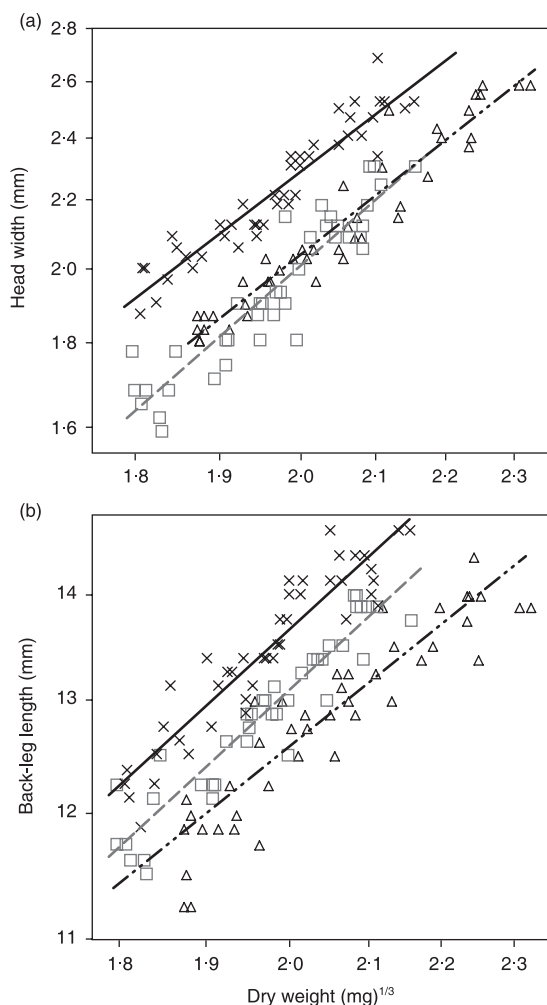 (a)
2·8
2·6
2·4
2·2
2·0
1·8
1·6
Head width (mm)
1·8 1·9 2·0 2·1 2·2 2·3
(b)
14
13
12
11
Back-leg length (mm)
1·8 1·9 2·0 2·1 2·2 2·3
Dry weight (mg)1/3